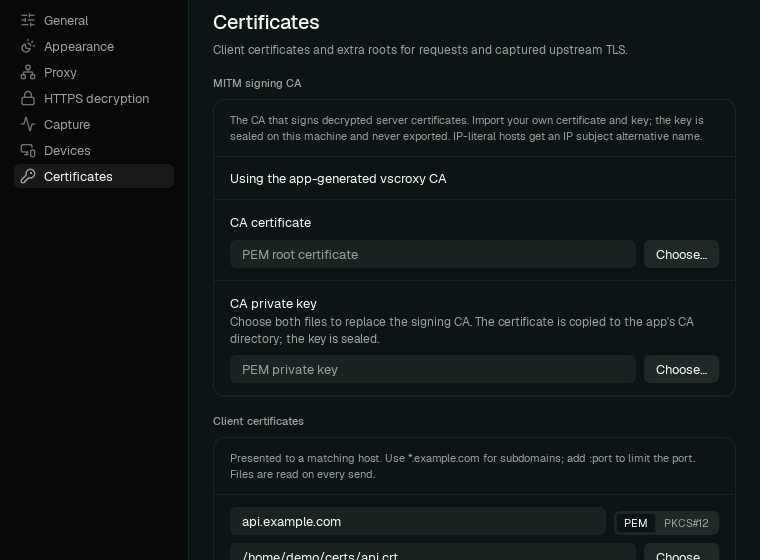 General
Appearance
Proxy
HTTPS decryption
Capture
Devices
Certificates
Certificates
Client certificates and extra roots for requests and captured upstream TLS.
MITM signing CA
The CA that signs decrypted server certificates. Import your own certificate and key; the key is
sealed on this machine and never exported. IP-literal hosts get an IP subject alternative name.
Using the app-generated vscroxy CA
CA certificate
PEM root certificate
Choose...
CA private key
Choose both files to replace the signing CA. The certificate is copied to the app's CA
directory; the key is sealed.
PEM private key
Choose...
Client certificates
Presented to a matching host. Use *.example.com for subdomains; add :port to limit the port.
Files are read on every send.
api.example.com
PEM
PKCS#12
/home/demo/certs/api.crt
Choose...